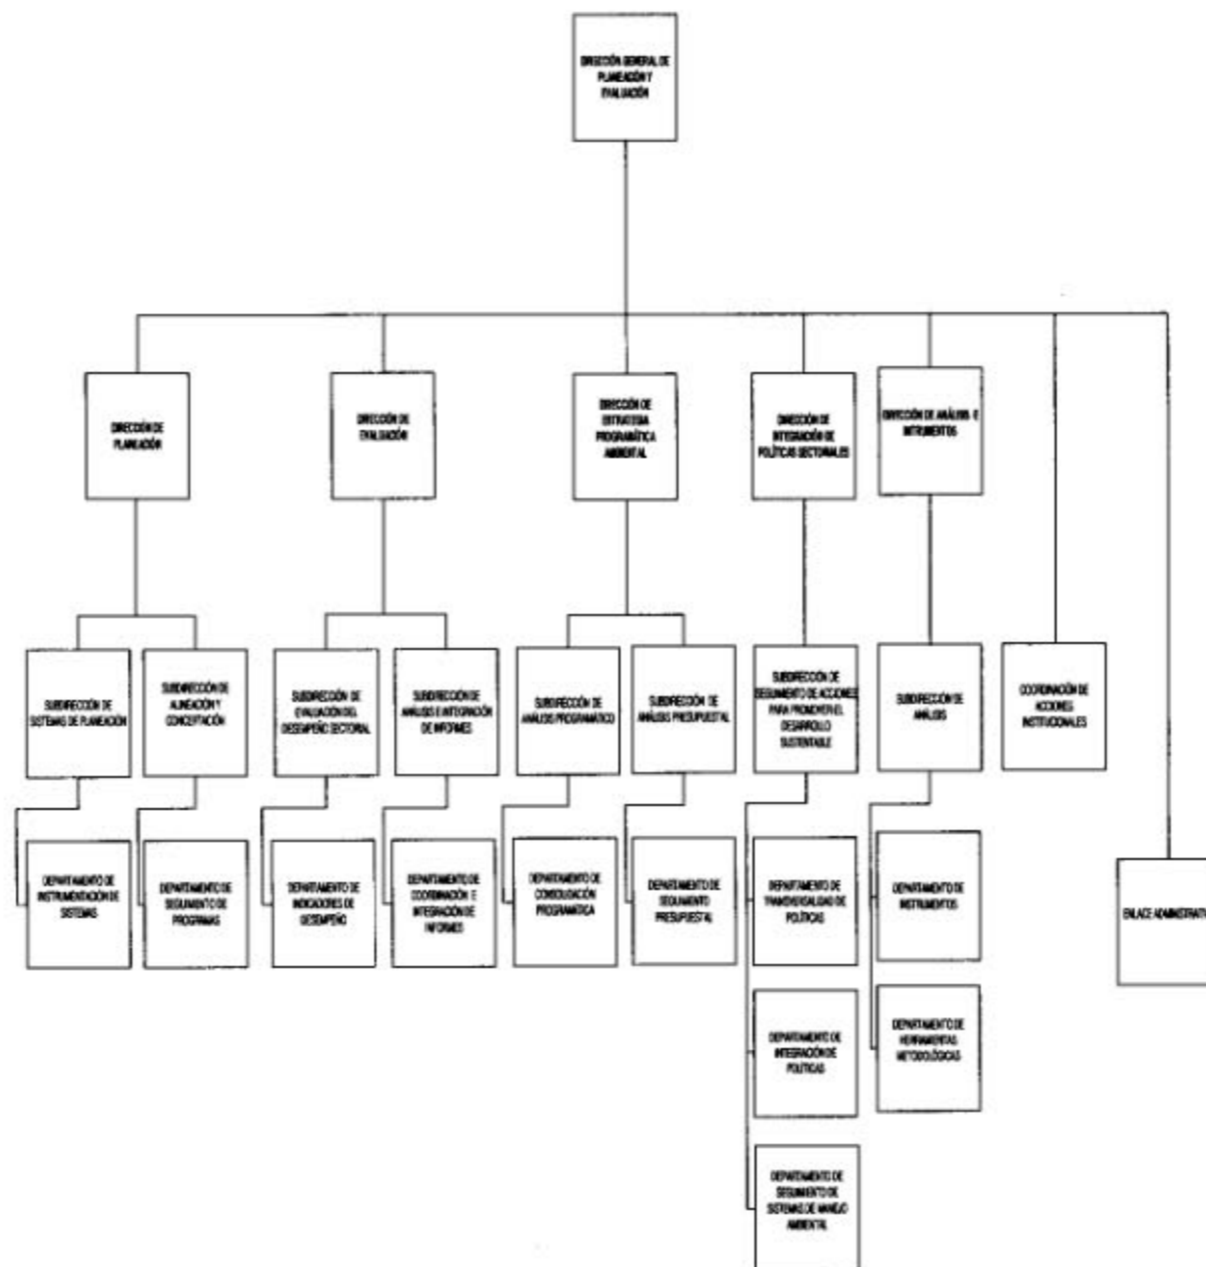 DIRECCIÓN GENERAL DE
PLANEACIÓN Y
EVALUACIÓN
DIRECCIÓN DE
PLANEACIÓN
DIRECCIÓN DE
EVALUACIÓN
DIRECCIÓN DE
ESTRATEGIA
PROGRAMÁTICA
AMBIENTAL
DIRECCIÓN DE
INTEGRACIÓN DE
POLÍTICAS SECTORIALES
DIRECCIÓN DE ANÁLISIS E
INTRUMENTOS
SUBDIRECCIÓN DE
SISTEMAS DE PLANEACIÓN
SUBDIRECCIÓN DE
ALINEACIÓN Y
CONCERTACIÓN
SUBDIRECCIÓN DE
EVALUACIÓN DEL
DESEMPEÑO SECTORIAL
SUBDIRECCIÓN DE
ANÁLISIS E INTEGRACIÓN
DE INFORMES
SUBDIRECCIÓN DE
ANÁLISIS PROGRAMÁTICO
SUBDIRECCIÓN DE
ANÁLISIS PRESUPUESTAL
SUBDIRECCIÓN DE
SEGUIMIENTO DE ACCIONES
PARA PROMOVER EL
DESARROLLO
SUSTENTABLE
SUBDIRECCIÓN DE
ANÁLISIS
COORDINACIÓN DE
ACCIONES
INSTITUCIONALES
DEPARTAMENTO DE
INSTRUMENTACIÓN DE
SISTEMAS
DEPARTAMENTO DE
SEGUIMIENTO DE
PROGRAMAS
DEPARTAMENTO DE
INDICADORES DE
DESEMPEÑO
DEPARTAMENTO DE
COORDINACIÓN E
INTEGRACIÓN DE
INFORMES
DEPARTAMENTO DE
CONSOLIDACIÓN
PROGRAMÁTICA
DEPARTAMENTO DE
SEGUIMIENTO
PRESUPUESTAL
DEPARTAMENTO DE
TRANSVERSALIDAD DE
POLÍTICAS
DEPARTAMENTO DE
INSTRUMENTOS
ENLACE ADMINISTRATIV
DEPARTAMENTO DE
INTEGRACIÓN DE
POLÍTICAS
DEPARTAMENTO DE
HERRAMIENTAS
METODOLÓGICAS
DEPARTAMENTO DE
SEGUIMIENTO DE
SISTEMAS DE MANEJO
AMBIENTAL